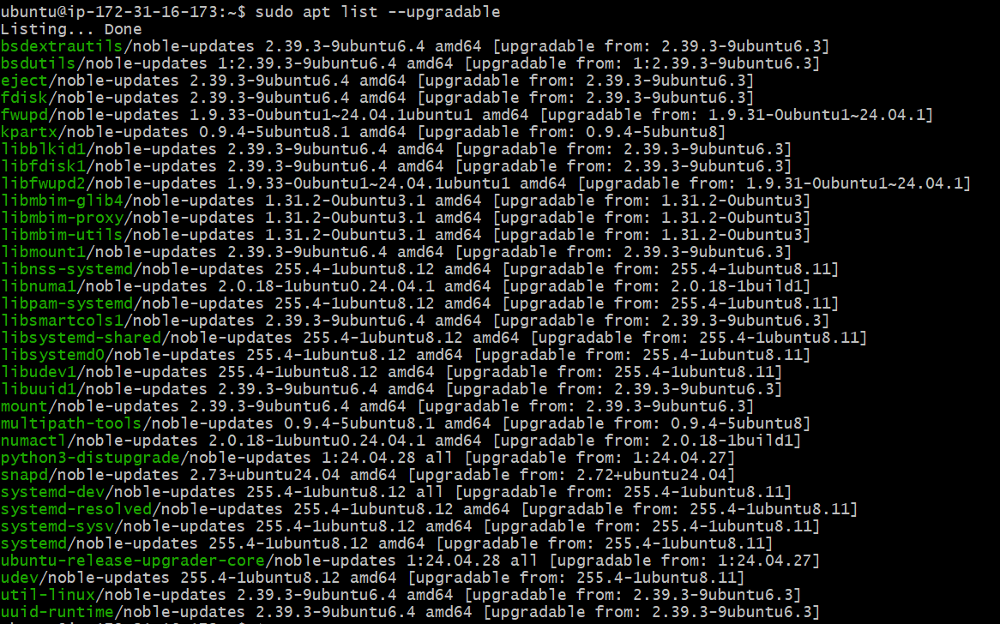 ubuntu@ip-172-31-16-173:~$ sudo apt list --upgradable
Listing... Done
bsdextrautils/noble-updates 2.39.3-9ubuntu6.4 amd64 [upgradable from: 2.39.3-9ubuntu6.3]
bsdutils/noble-updates 1:2.39.3-9ubuntu6.4 amd64 [upgradable from: 1:2.39.3-9ubuntu6.3]
eject/noble-updates 2.39.3-9ubuntu6.4 amd64 [upgradable from: 2.39.3-9ubuntu6.3]
fdisk/noble-updates 2.39.3-9ubuntu6.4 amd64 [upgradable from: 2.39.3-9ubuntu6.3]
fwupd/noble-updates 1.9.33-0ubuntu1~24.04.1ubuntu1 amd64 [upgradable from: 1.9.31-0ubuntu1~24.04.1]
kpartx/noble-updates 0.9.4-5ubuntu8.1 amd64 [upgradable from: 0.9.4-5ubuntu8]
libblkid1/noble-updates 2.39.3-9ubuntu6.4 amd64 [upgradable from: 2.39.3-9ubuntu6.3]
libfdisk1/noble-updates 2.39.3-9ubuntu6.4 amd64 [upgradable from: 2.39.3-9ubuntu6.3]
libfwupd2/noble-updates 1.9.33-0ubuntu1~24.04.1ubuntu1 amd64 [upgradable from: 1.9.31-0ubuntu1~24.04.1]
libmbim-glib4/noble-updates 1.31.2-0ubuntu3.1 amd64 [upgradable from: 1.31.2-0ubuntu3]
libmbim-proxy/noble-updates 1.31.2-0ubuntu3.1 amd64 [upgradable from: 1.31.2-0ubuntu3]
libmbim-utils/noble-updates 1.31.2-0ubuntu3.1 amd64 [upgradable from: 1.31.2-0ubuntu3]
libmount1/noble-updates 2.39.3-9ubuntu6.4 amd64 [upgradable from: 2.39.3-9ubuntu6.3]
libnss-systemd/noble-updates 255.4-1ubuntu8.12 amd64 [upgradable from: 255.4-1ubuntu8.11]
libnuma1/noble-updates 2.0.18-1ubuntu0.24.04.1 amd64 [upgradable from: 2.0.18-1build1]
libpam-systemd/noble-updates 255.4-1ubuntu8.12 amd64 [upgradable from: 255.4-1ubuntu8.11]
libsmartcols1/noble-updates 2.39.3-9ubuntu6.4 amd64 [upgradable from: 2.39.3-9ubuntu6.3]
libsystemd-shared/noble-updates 255.4-1ubuntu8.12 amd64 [upgradable from: 255.4-1ubuntu8.11]
libsystemd0/noble-updates 255.4-1ubuntu8.12 amd64 [upgradable from: 255.4-1ubuntu8.11]
libudev1/noble-updates 255.4-1ubuntu8.12 amd64 [upgradable from: 255.4-1ubuntu8.11]
libuuid1/noble-updates 2.39.3-9ubuntu6.4 amd64 [upgradable from: 2.39.3-9ubuntu6.3]
mount/noble-updates 2.39.3-9ubuntu6.4 amd64 [upgradable from: 2.39.3-9ubuntu6.3]
multipath-tools/noble-updates 0.9.4-5ubuntu8.1 amd64 [upgradable from: 0.9.4-5ubuntu8]
numactl/noble-updates 2.0.18-1ubuntu0.24.04.1 amd64 [upgradable from: 2.0.18-1build1]
python3-distupgrade/noble-updates 1:24.04.28 all [upgradable from: 1:24.04.27]
snapd/noble-updates 2.73+ubuntu24.04 amd64 [upgradable from: 2.72+ubuntu24.04]
systemd-dev/noble-updates 255.4-1ubuntu8.12 all [upgradable from: 255.4-1ubuntu8.11]
systemd-resolved/noble-updates 255.4-1ubuntu8.12 amd64 [upgradable from: 255.4-1ubuntu8.11]
systemd-sysv/noble-updates 255.4-1ubuntu8.12 amd64 [upgradable from: 255.4-1ubuntu8.11]
systemd/noble-updates 255.4-1ubuntu8.12 amd64 [upgradable from: 255.4-1ubuntu8.11]
ubuntu-release-upgrader-core/noble-updates 1:24.04.28 all [upgradable from: 1:24.04.27]
udev/noble-updates 255.4-1ubuntu8.12 amd64 [upgradable from: 255.4-1ubuntu8.11]
util-linux/noble-updates 2.39.3-9ubuntu6.4 amd64 [upgradable from: 2.39.3-9ubuntu6.3]
uuid-runtime/noble-updates 2.39.3-9ubuntu6.4 amd64 [upgradable from: 2.39.3-9ubuntu6.3]